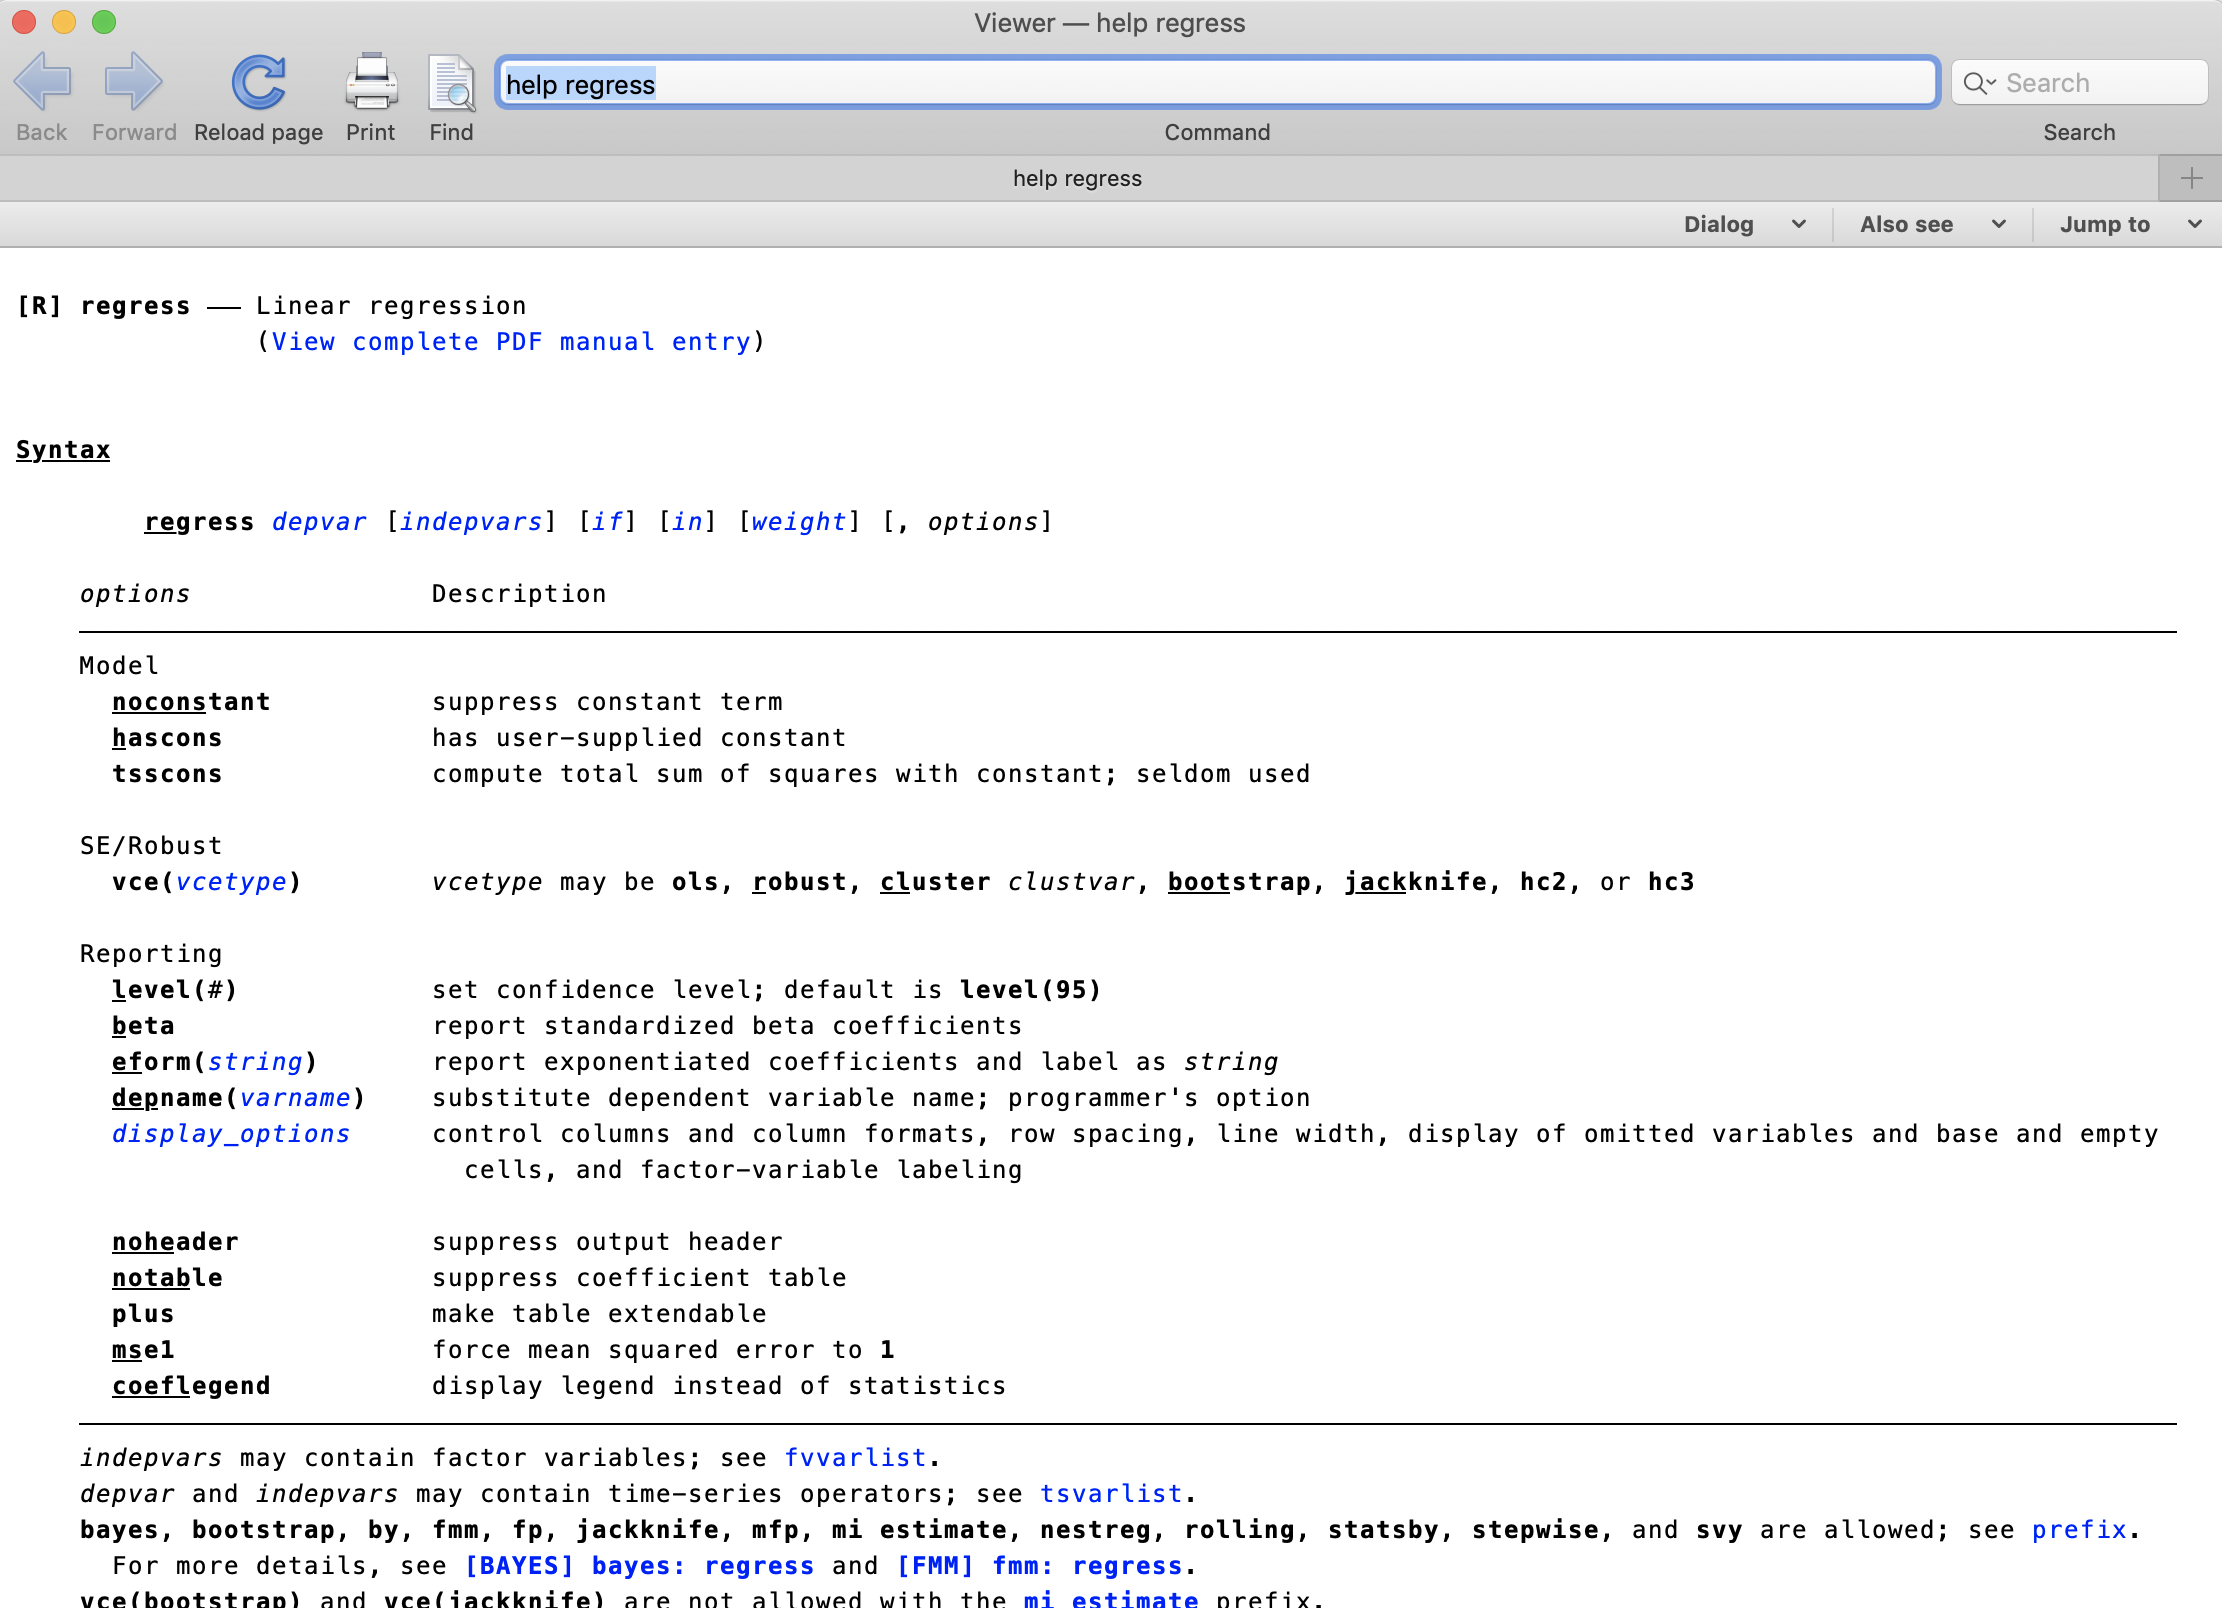 Viewer — help regress
help regress
Search
Back Forward Reload page Print Find Command Search
help regress
Dialog Also see Jump to
[R] regress — Linear regression
(View complete PDF manual entry)
Syntax
regress depvar [indepvars] [if] [in] [weight] [, options]
options Description
Model
noconstant suppress constant term
hascons has user-supplied constant
tsscons compute total sum of squares with constant; seldom used
SE/Robust
vce(vcetype) vcetype may be ols, robust, cluster clustvar, bootstrap, jackknife, hc2, or hc3
Reporting
level(#) set confidence level; default is level(95)
beta report standardized beta coefficients
eform(string) report exponentiated coefficients and label as string
depname(varname) substitute dependent variable name; programmer's option
display_options control columns and column formats, row spacing, line width, display of omitted variables and base and empty
cells, and factor-variable labeling
noheader suppress output header
notable suppress coefficient table
plus make table extendable
mse1 force mean squared error to 1
coeflegend display legend instead of statistics
indepvars may contain factor variables; see fvvarlist.
depvar and indepvars may contain time-series operators; see tsvarlist.
bayes, bootstrap, by, fmm, fp, jackknife, mfp, mi estimate, nestreg, rolling, statsby, stepwise, and svy are allowed; see prefix.
For more details, see [BAYES] bayes: regress and [FMM] fmm: regress.
vce(bootstrap) and vce(jackknife) are not allowed with the mi estimate prefix.